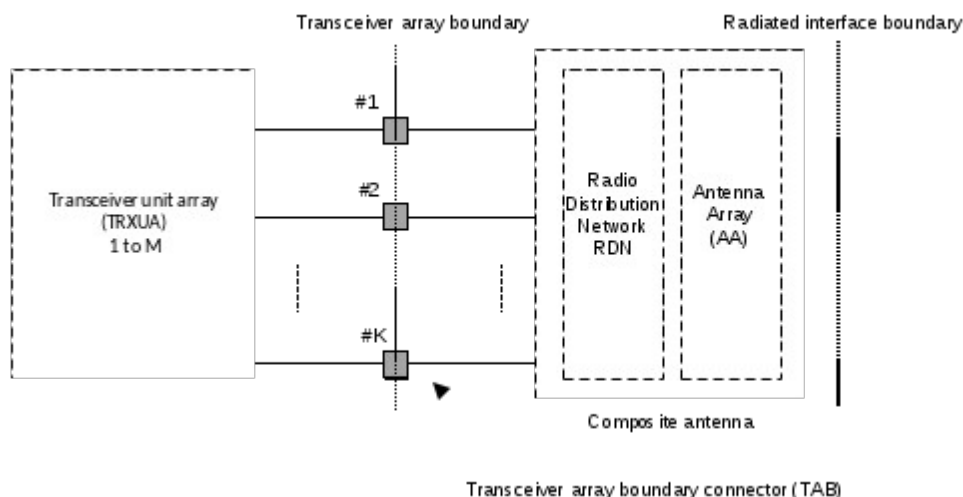 Transceiver array boundary
Radiated interface boundary
#1
#2
#K
Transceiver unit array
(TRXUA)
1 to M
Radio
Distribution
Network
RDN
Antenna
Array
(AA)
Composite antenna
Transceiver array boundary connector (TAB)